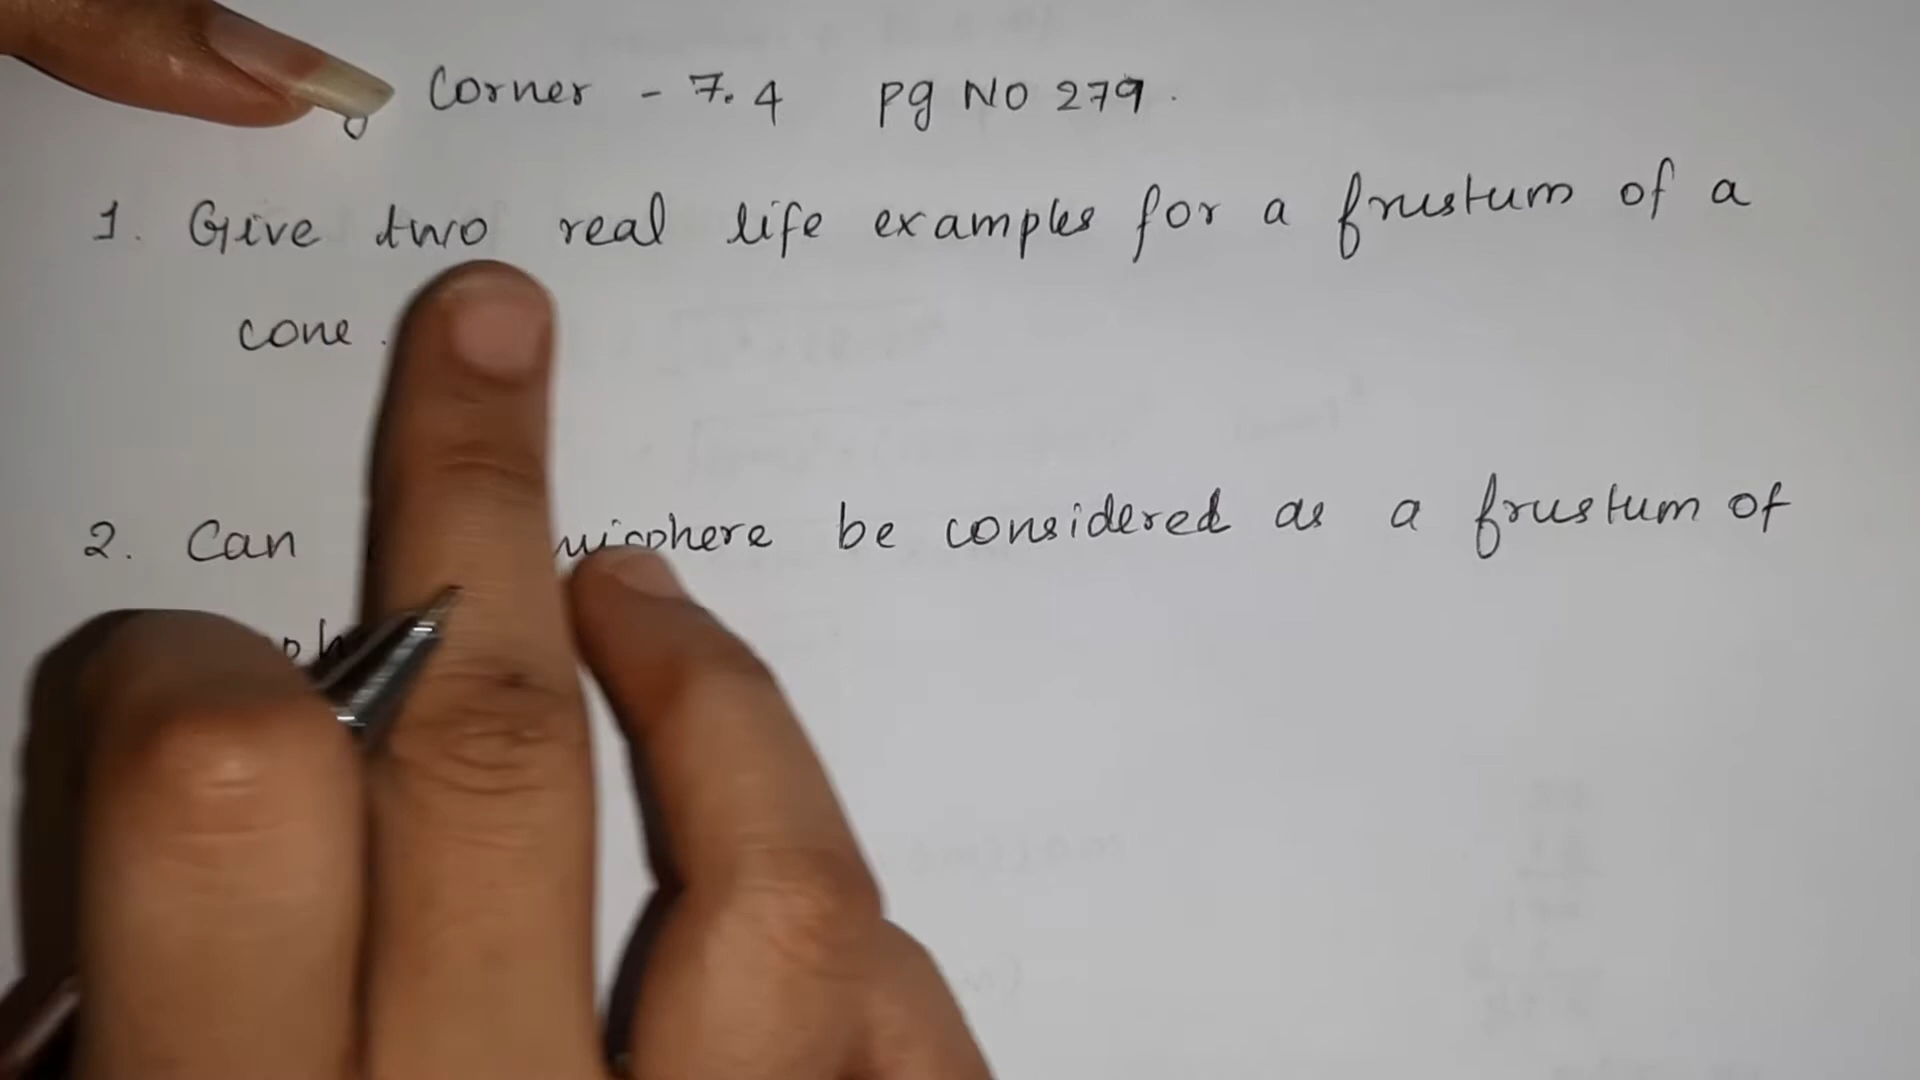 Corner - 7.4 pg No 279.
1. Give two real life examples for a frustum of a
cone.
2. Can be considered as a frustum of